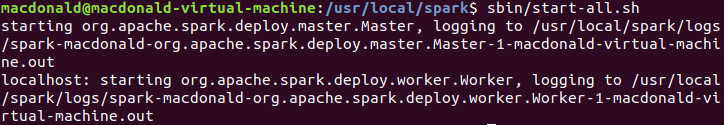 macdonald@macdonald-virtual-machine:/usr/local/spark$ sbin/start-all.sh
starting org.apache.spark.deploy.master.Master, logging to /usr/local/spark/logs
/spark-macdonald-org.apache.spark.deploy.master.Master-1-macdonald-virtual-machi
ne.out
localhost: starting org.apache.spark.deploy.worker.Worker, logging to /usr/local
/spark/logs/spark-macdonald-org.apache.spark.deploy.worker.Worker-1-macdonald-vi
rtual-machine.out